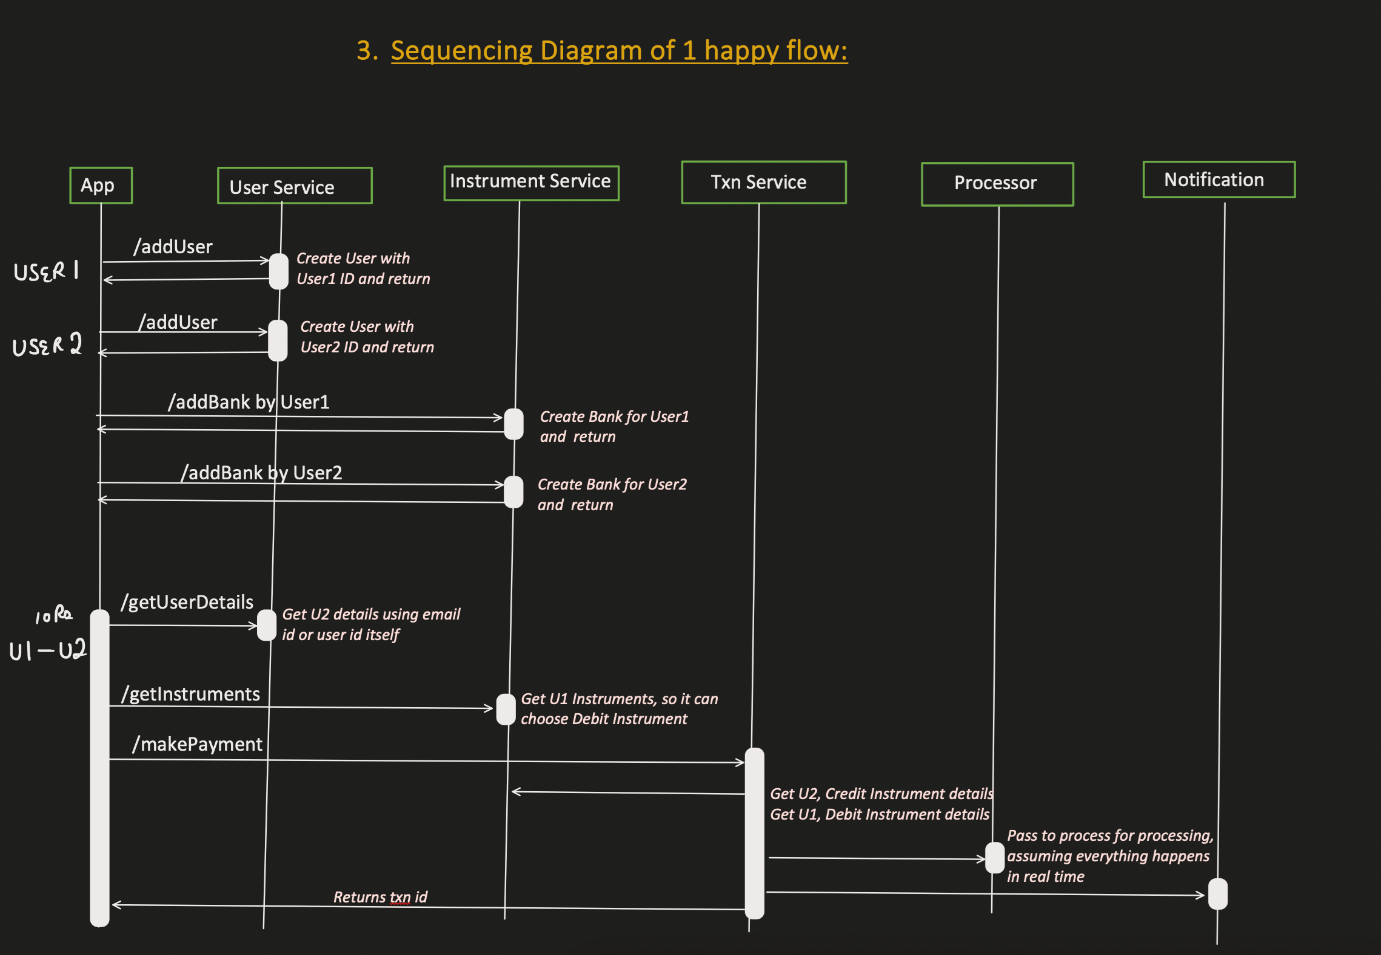 3. Sequencing Diagram of 1 happy flow:
App
User Service
Instrument Service
Txn Service
Processor
Notification
/addUser
USER 1
Create User with
User1 ID and return
/addUser
USER 2
Create User with
User2 ID and return
/addBank by User1
Create Bank for User1
and return
/addBank by User2
Create Bank for User2
and return
/getUserDetails
10Rs
U1-U2
Get U2 details using email
id or user id itself
/getInstruments
Get U1 Instruments, so it can
choose Debit Instrument
/makePayment
Get U2, Credit Instrument details
Get U1, Debit Instrument details
Pass to process for processing,
assuming everything happens
in real time
Returns txn id